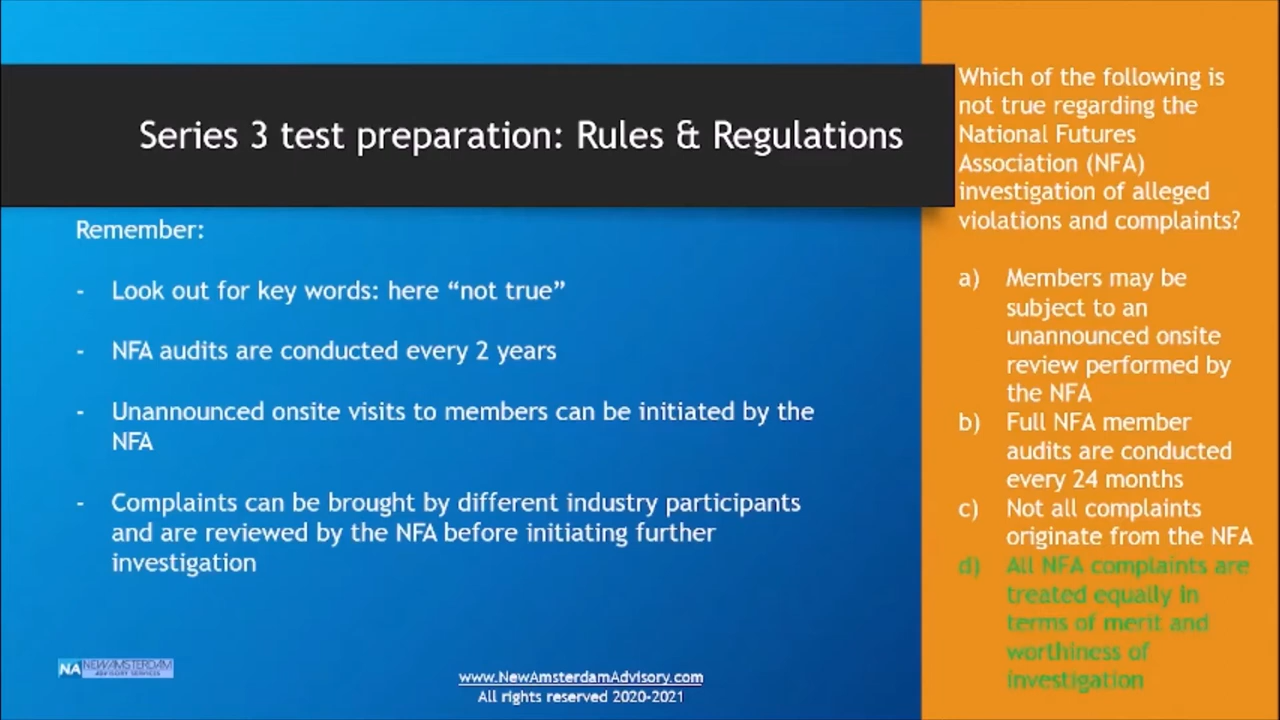 Series 3 test preparation: Rules & Regulations
Remember:
- Look out for key words: here “not true”
- NFA audits are conducted every 2 years
- Unannounced onsite visits to members can be initiated by the
NFA
- Complaints can be brought by different industry participants
and are reviewed by the NFA before initiating further
investigation
Which of the following is
not true regarding the
National Futures
Association (NFA)
investigation of alleged
violations and complaints?
a) Members may be
subject to an
unannounced onsite
review performed by
the NFA
b) Full NFA member
audits are conducted
every 24 months
c) Not all complaints
originate from the NFA
d) All NFA complaints are
treated equally in
terms of merit and
worthiness of
investigation
NA NEWAMSTERDAM
ADVISORY SERVICES
www.NewAmsterdamAdvisory.com
All rights reserved 2020-2021